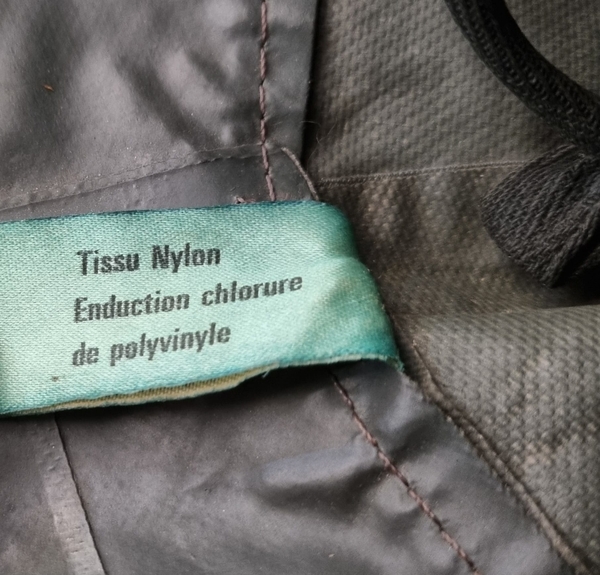 Tissu Nylon
Enduction chlorure
de polyvinyle